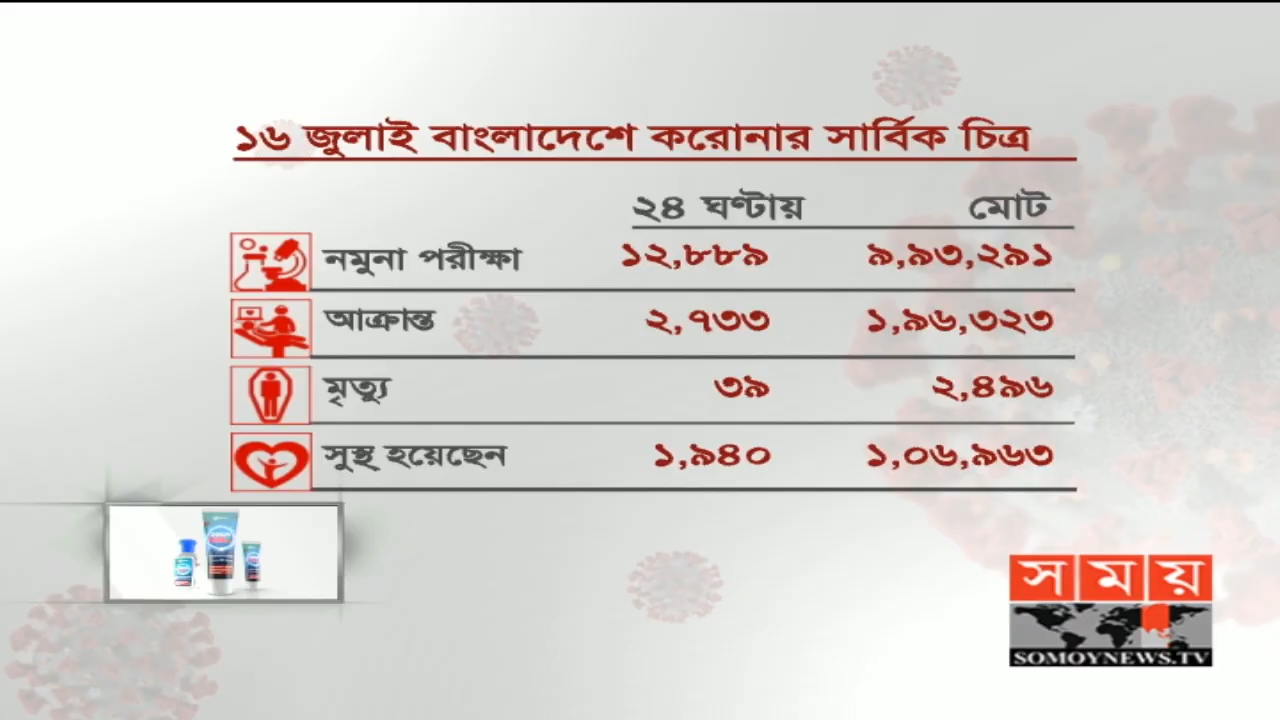 ১৬ জুলাই বাংলাদেশে করোনার সার্বিক চিত্র
২৪ ঘণ্টায় মোট
নমুনা পরীক্ষা ১২,৮৮৯ ৯,৯৩,২৯১
আক্রান্ত ২,৭৩৩ ১,৯৬,৩২৩
মৃত্যু ৩৯ ২,৪৯৬
সুস্থ হয়েছেন ১,৯৪০ ১,০৬,৯৬৩
সময়
SOMOYNEWS.TV